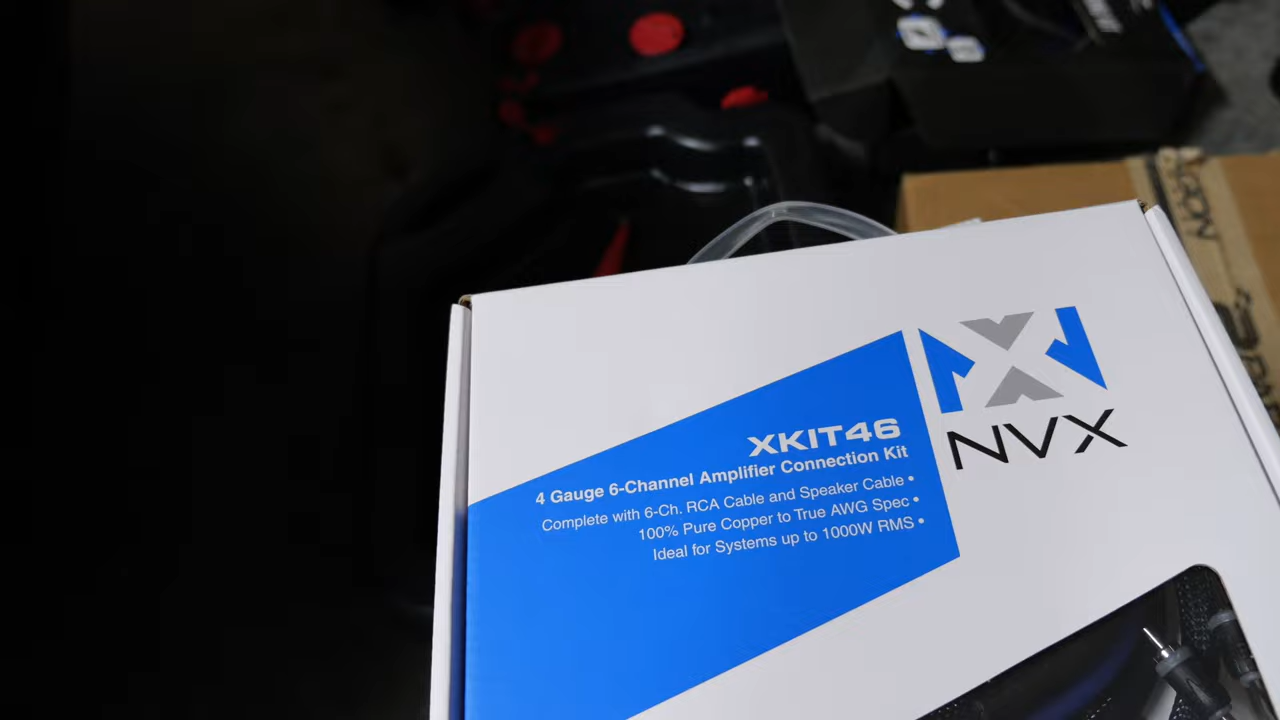 XKIT46
4 Gauge 6-Channel Amplifier Connection Kit
Complete with 6-Ch. RCA Cable and Speaker Cable •
100% Pure Copper to True AWG Spec •
Ideal for Systems up to 1000W RMS •
NVX